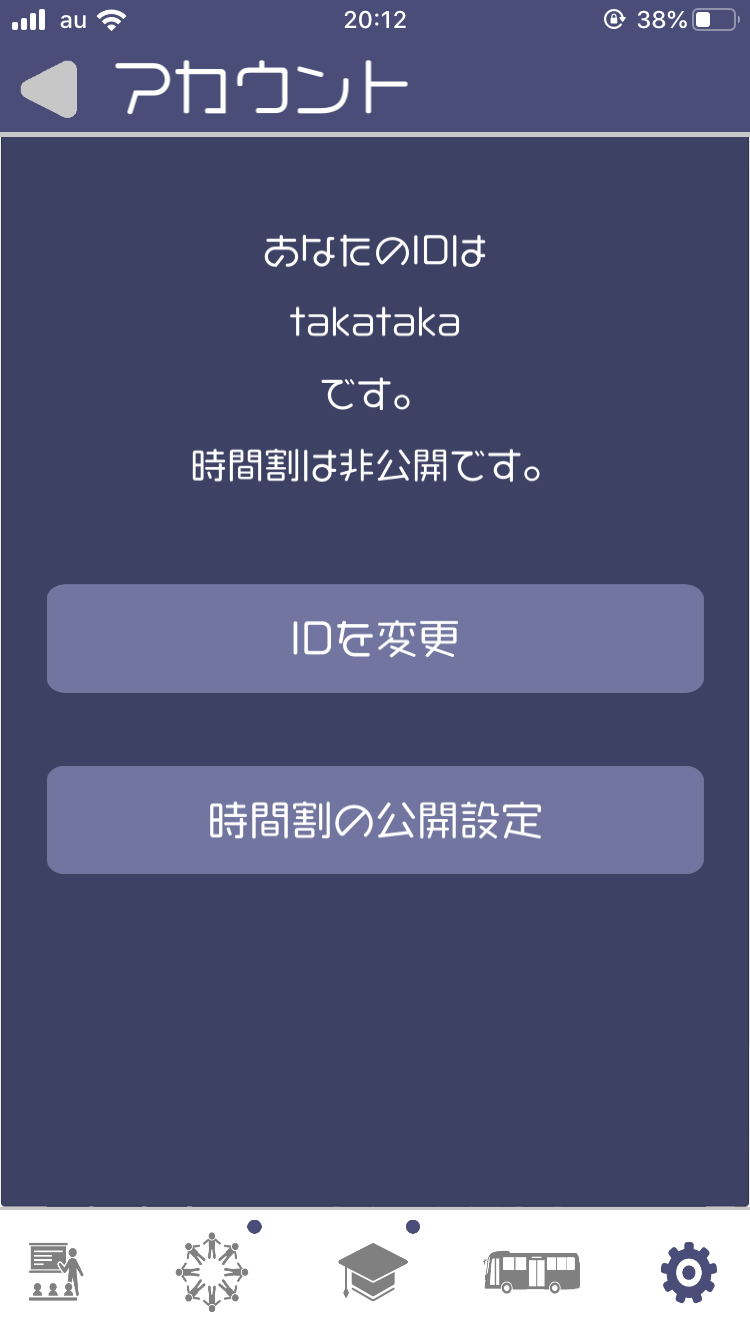 au 20:12 38%
アカウント
あなたのIDは
takataka
です。
時間割は非公開です。
IDを変更
時間割の公開設定